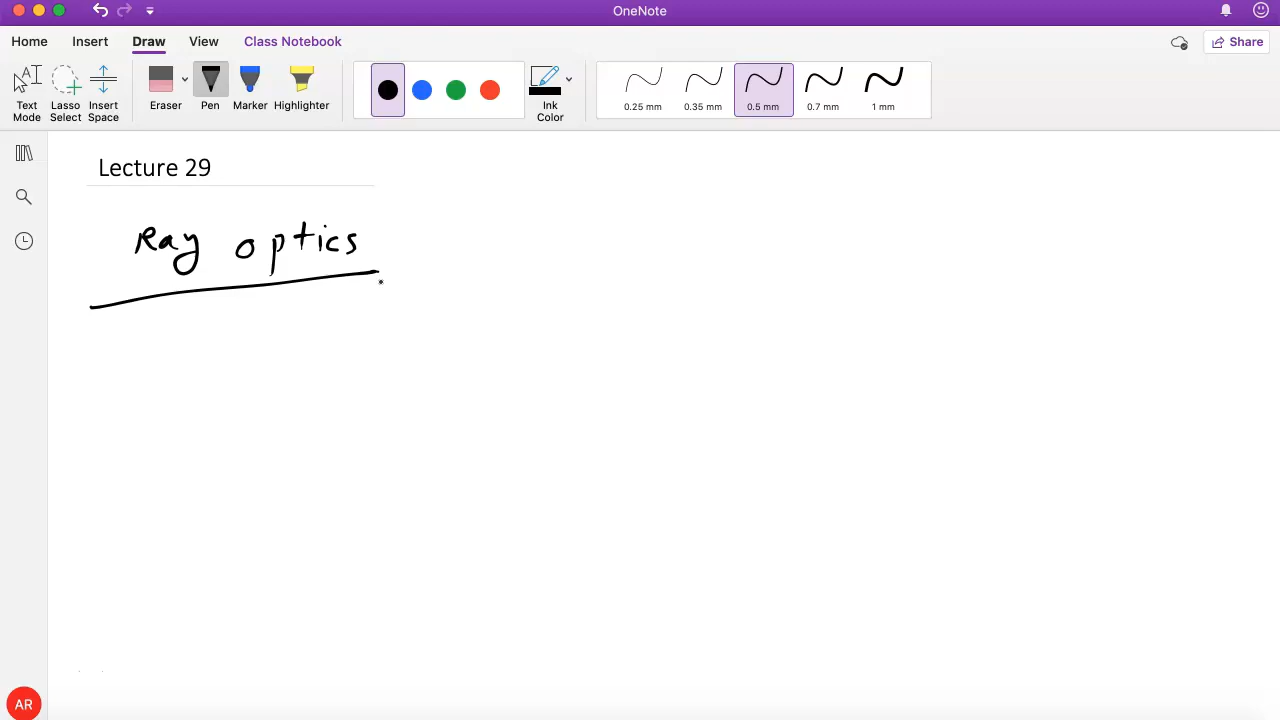 OneNote
Home Insert Draw View Class Notebook Share
Text Mode Lasso Select Insert Space Eraser Pen Marker Highlighter Ink Color 0.25 mm 0.35 mm 0.5 mm 0.7 mm 1 mm
Lecture 29
Ray optics
AR